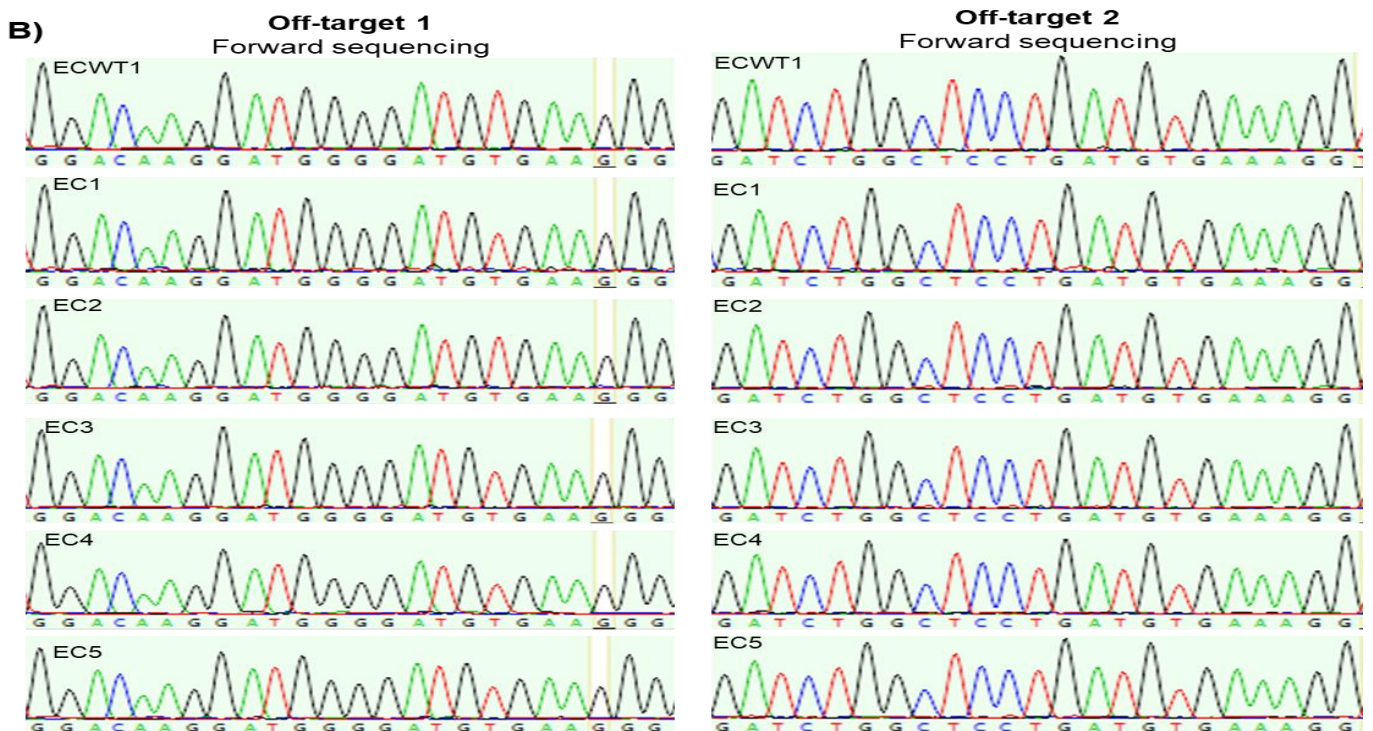 B)
Off-target 1
Forward sequencing
ECWT1
G G A C A A G G A T G G G G A T G T G A A G G G
EC1
G G A C A A G G A T G G G G A T G T G A A G G G
EC2
G G A C A A G G A T G G G G A T G T G A A G G G
EC3
G G A C A A G G A T G G G G A T G T G A A G G G
EC4
G G A C A A G G A T G G G G A T G T G A A G G G
EC5
G G A C A A G G A T G G G G A T G T G A A G G G
Off-target 2
Forward sequencing
ECWT1
G A T C T G G C T C C T G A T G T G A A A G G
EC1
G A T C T G G C T C C T G A T G T G A A A G G
EC2
G A T C T G G C T C C T G A T G T G A A A G G
EC3
G A T C T G G C T C C T G A T G T G A A A G G
EC4
G A T C T G G C T C C T G A T G T G A A A G G
EC5
G A T C T G G C T C C T G A T G T G A A A G G